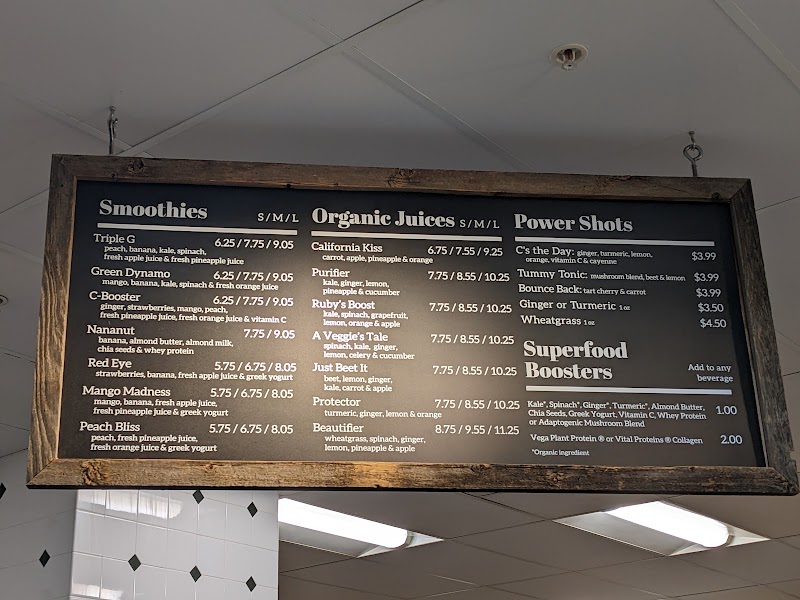 Smoothies S / M / L
Triple G 6.25 / 7.75 / 9.05
peach, banana, kale, spinach,
fresh apple juice & fresh pineapple juice
Green Dynamo 6.25 / 7.75 / 9.05
mango, banana, kale, spinach & fresh orange juice
C-Booster 6.25 / 7.75 / 9.05
ginger, strawberries, mango, peach,
fresh pineapple juice, fresh orange juice & vitamin C
Nananut 7.75 / 9.05
banana, almond butter, almond milk,
chia seeds & whey protein
Red Eye 5.75 / 6.75 / 8.05
strawberries, banana, fresh apple juice & greek yogurt
Mango Madness 5.75 / 6.75 / 8.05
mango, banana, fresh apple juice,
fresh pineapple juice & greek yogurt
Peach Bliss 5.75 / 6.75 / 8.05
peach, fresh pineapple juice,
fresh orange juice & greek yogurt
Organic Juices S / M / L
California Kiss 6.75 / 7.55 / 9.25
carrot, apple, pineapple & orange
Purifier 7.75 / 8.55 / 10.25
kale, ginger, lemon,
pineapple & cucumber
Ruby's Boost 7.75 / 8.55 / 10.25
kale, spinach, grapefruit,
lemon, orange & apple
A Veggie's Tale 7.75 / 8.55 / 10.25
spinach, kale, ginger,
lemon, celery & cucumber
Just Beet It 7.75 / 8.55 / 10.25
beet, lemon, ginger,
kale, carrot & apple
Protector 7.75 / 8.55 / 10.25
turmeric, ginger, lemon & orange
Beautifier 8.75 / 9.55 / 11.25
wheatgrass, spinach, ginger,
lemon, pineapple & apple
Power Shots
C's the Day: ginger, turmeric, lemon, $3.99
orange, vitamin C & cayenne
Tummy Tonic: mushroom blend, beet & lemon $3.99
Bounce Back: tart cherry & carrot $3.99
Ginger or Turmeric 1 oz $3.50
Wheatgrass 1 oz $4.50
Superfood
Boosters
Add to any
beverage
Kale*, Spinach*, Ginger*, Turmeric*, Almond Butter,
Chia Seeds, Greek Yogurt, Vitamin C, Whey Protein 1.00
or Adaptogenic Mushroom Blend
Vega Plant Protein ® or Vital Proteins ® Collagen 2.00
*Organic ingredient